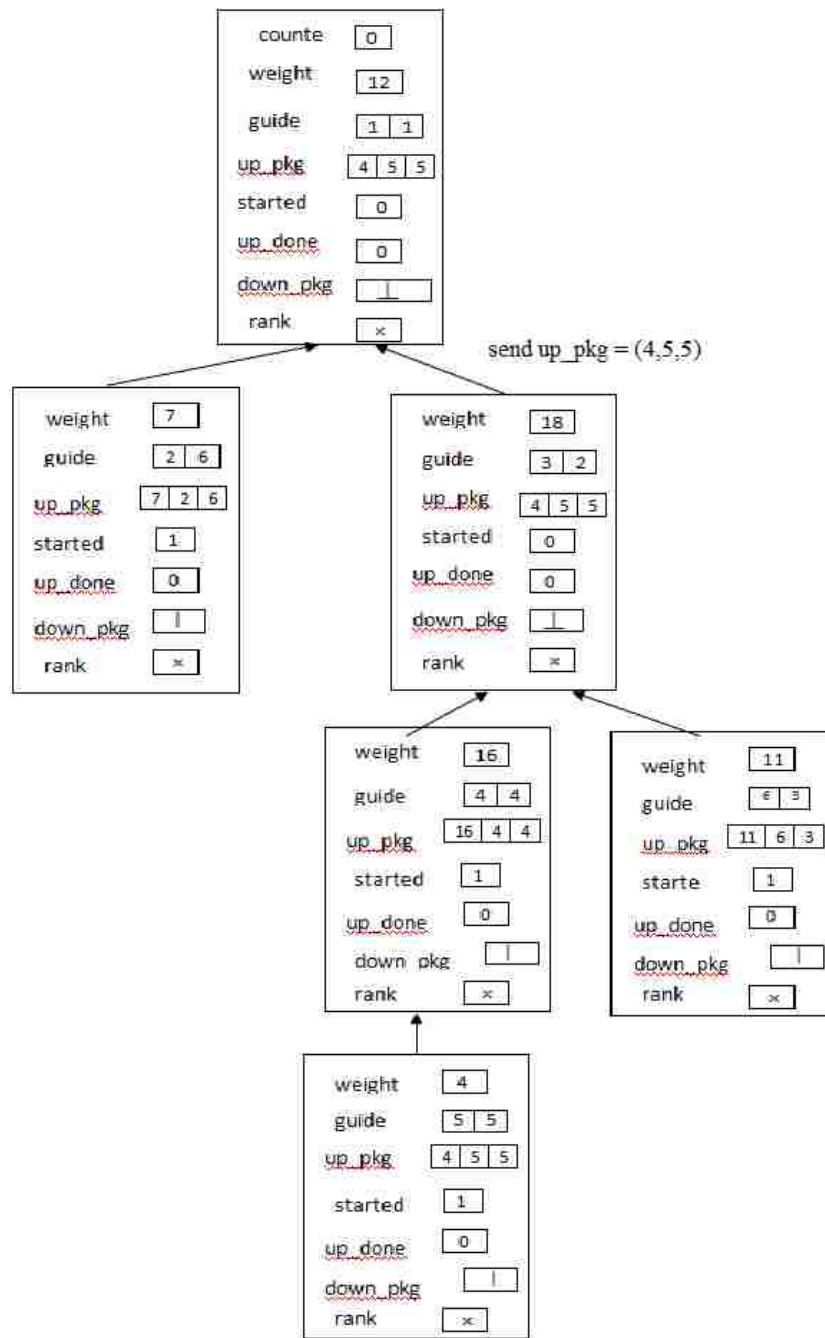 counte 0
weight 12
guide 1 1
up_pkg 4 5 5
started 0
up_done 0
down_pkg ⊥
rank ×
send up_pkg = (4,5,5)
weight 7
guide 2 6
up_pkg 7 2 6
started 1
up_done 0
down_pkg
rank ×
weight 18
guide 3 2
up_pkg 4 5 5
started 0
up_done 0
down_pkg ⊥
rank ×
weight 16
guide 4 4
up_pkg 16 4 4
started 1
up_done 0
down pkg
rank ×
weight 11
guide 6 3
up pkg 11 6 3
starte 1
up_done 0
down_pkg
rank ×
weight 4
guide 5 5
up_pkg 4 5 5
started 1
up_done 0
down_pkg
rank ×